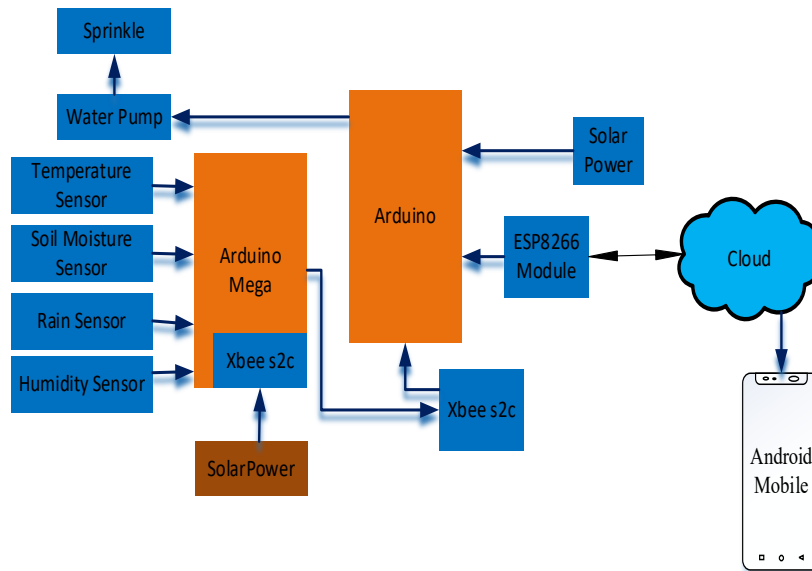 Sprinkle
Water Pump
Temperature
Sensor
Soil Moisture
Sensor
Rain Sensor
Humidity Sensor
Arduino
Mega
Xbee s2c
SolarPower
Arduino
Xbee s2c
Solar
Power
ESP8266
Module
Cloud
Android
Mobile